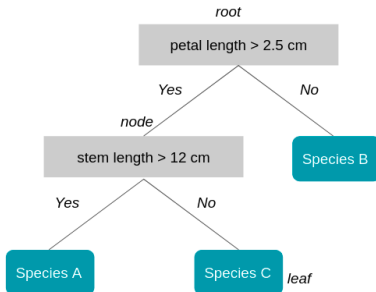 root
petal length > 2.5 cm
Yes
No
node
stem length > 12 cm
Species B
Yes
No
Species A
Species C
leaf